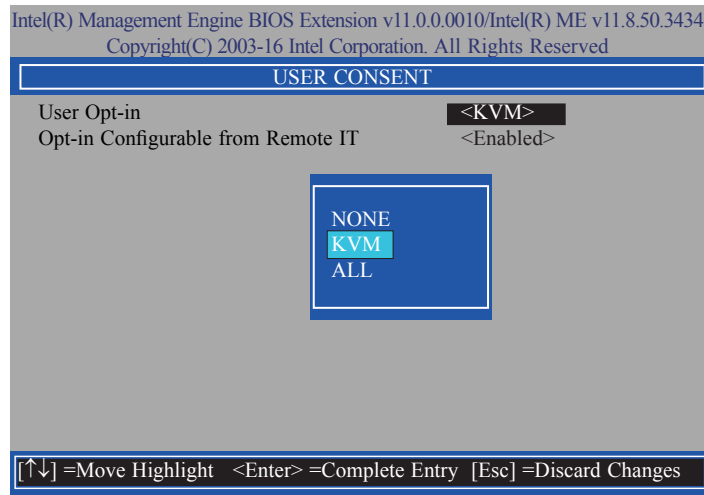 Intel(R) Management Engine BIOS Extension v11.0.0.0010/Intel(R) ME v11.8.50.3434
Copyright(C) 2003-16 Intel Corporation. All Rights Reserved
USER CONSENT
User Opt-in <KVM>
Opt-in Configurable from Remote IT <Enabled>
NONE
KVM
ALL
[↑↓] =Move Highlight <Enter> =Complete Entry [Esc] =Discard Changes